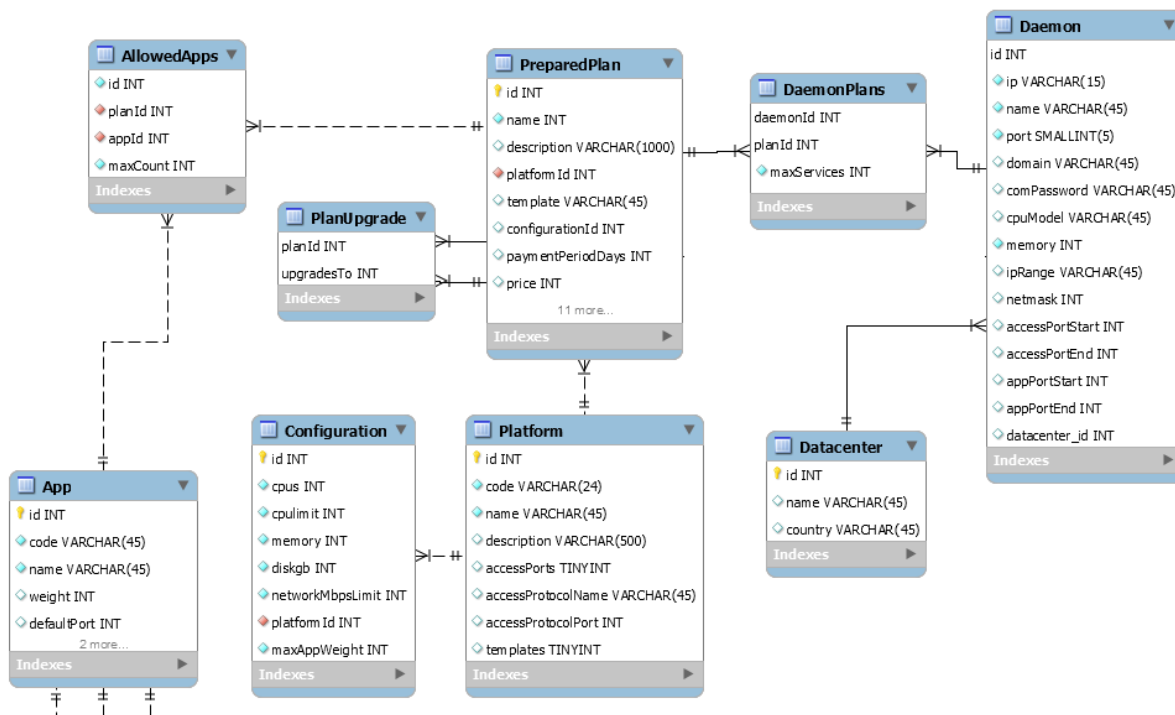 AllowedApps
id INT
planId INT
appId INT
maxCount INT
Indexes
PreparedPlan
id INT
name INT
description VARCHAR(1000)
platformId INT
template VARCHAR(45)
configurationId INT
paymentPeriodDays INT
price INT
11 more...
Indexes
DaemonPlans
daemonId INT
planId INT
maxServices INT
Indexes
Daemon
id INT
ip VARCHAR(15)
name VARCHAR(45)
port SMALLINT(5)
domain VARCHAR(45)
comPassword VARCHAR(45)
cpuModel VARCHAR(45)
memory INT
ipRange VARCHAR(45)
netmask INT
accessPortStart INT
accessPortEnd INT
appPortStart INT
appPortEnd INT
datacenter_id INT
Indexes
PlanUpgrade
planId INT
upgradesTo INT
Indexes
Configuration
id INT
cpus INT
cpulimit INT
memory INT
diskgb INT
networkMbpsLimit INT
platformId INT
maxAppWeight INT
Indexes
Platform
id INT
code VARCHAR(24)
name VARCHAR(45)
description VARCHAR(500)
accessPorts TINYINT
accessProtocolName VARCHAR(45)
accessProtocolPort INT
templates TINYINT
Indexes
Datacenter
id INT
name VARCHAR(45)
country VARCHAR(45)
Indexes
App
id INT
code VARCHAR(45)
name VARCHAR(45)
weight INT
defaultPort INT
2 more...
Indexes